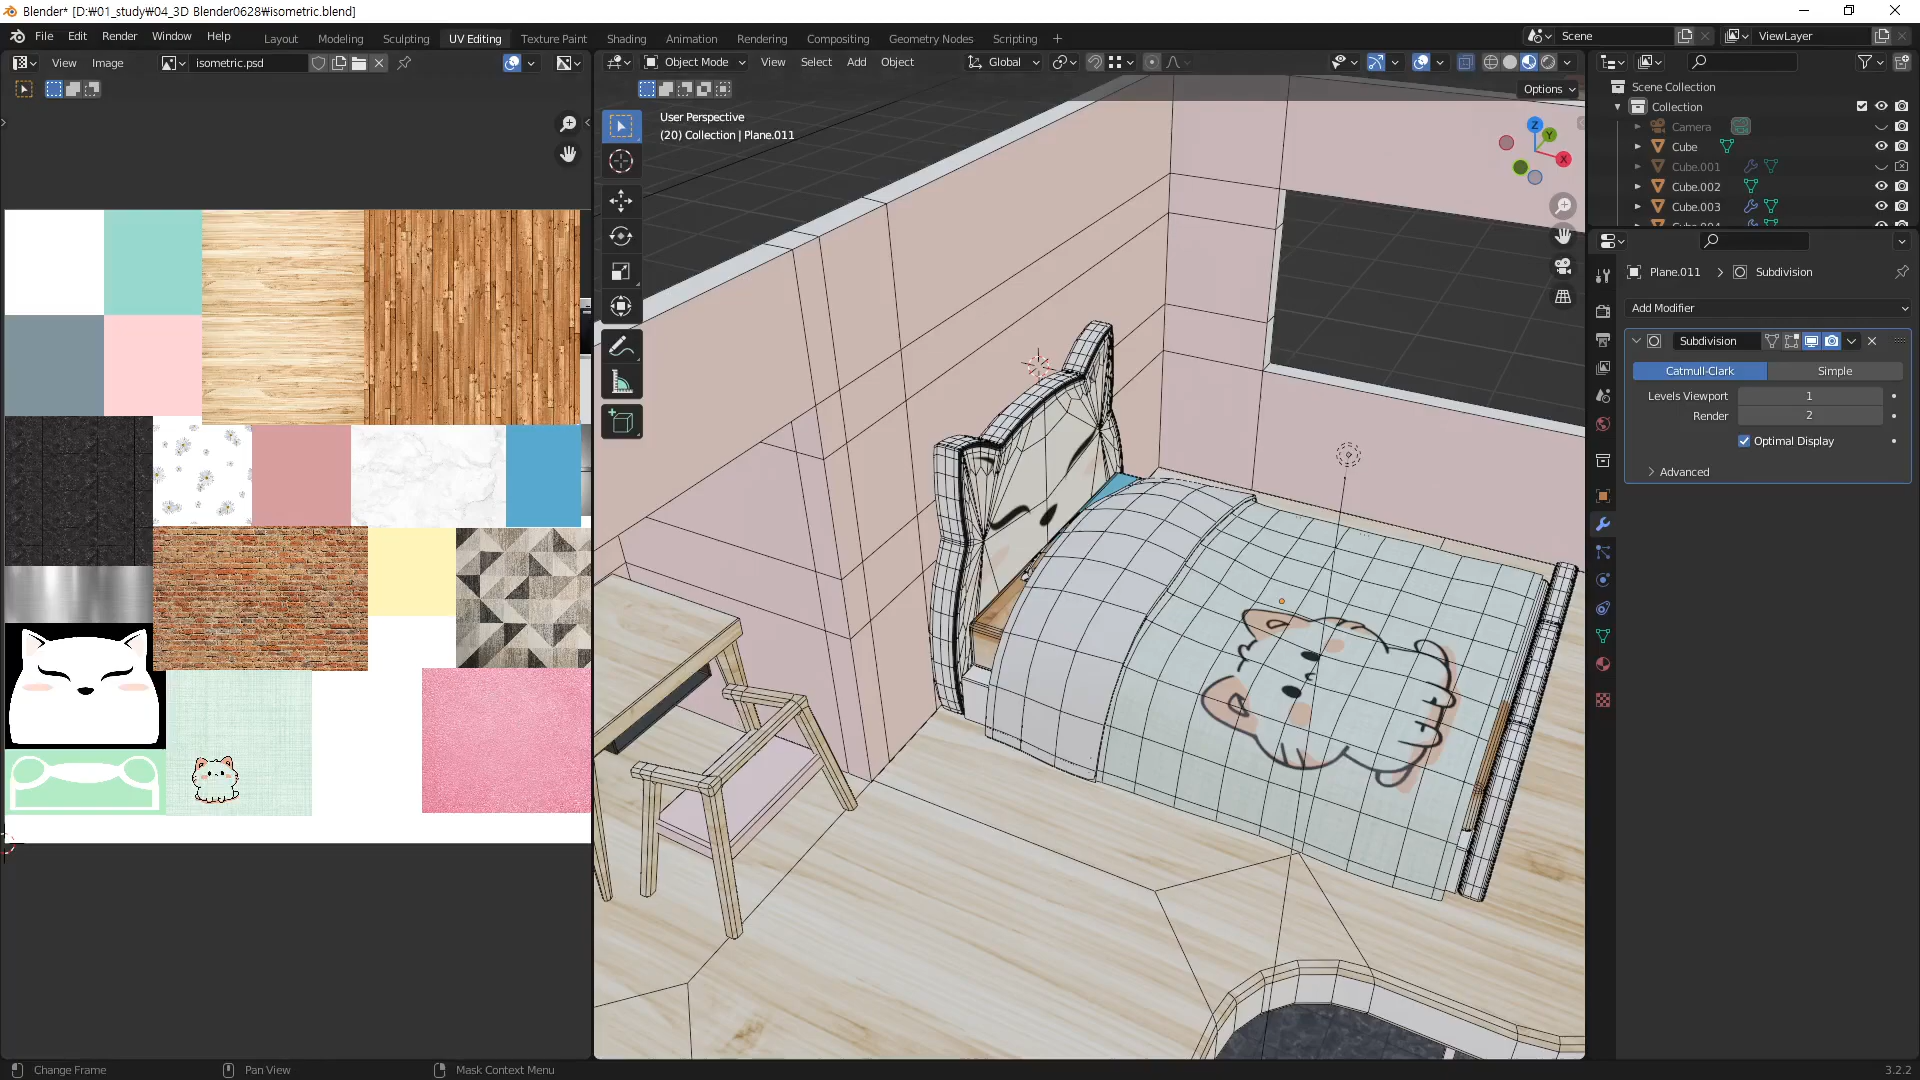 Blender* [D:₩01_study₩04_3D Blender0628₩isometric.blend]
File Edit Render Window Help
Layout Modeling Sculpting UV Editing Texture Paint Shading Animation Rendering Compositing Geometry Nodes Scripting +
Scene
ViewLayer
View Image
isometric.psd
Object Mode
View Select Add Object
Global
Options
User Perspective
(20) Collection | Plane.011
Z
Y
X
Scene Collection
Collection
Camera
Cube
Cube.001
Cube.002
Cube.003
Plane.011
Subdivision
Add Modifier
Subdivision
Catmull-Clark Simple
Levels Viewport 1
Render 2
Optimal Display
Advanced
Change Frame
Pan View
Mask Context Menu
3.2.2